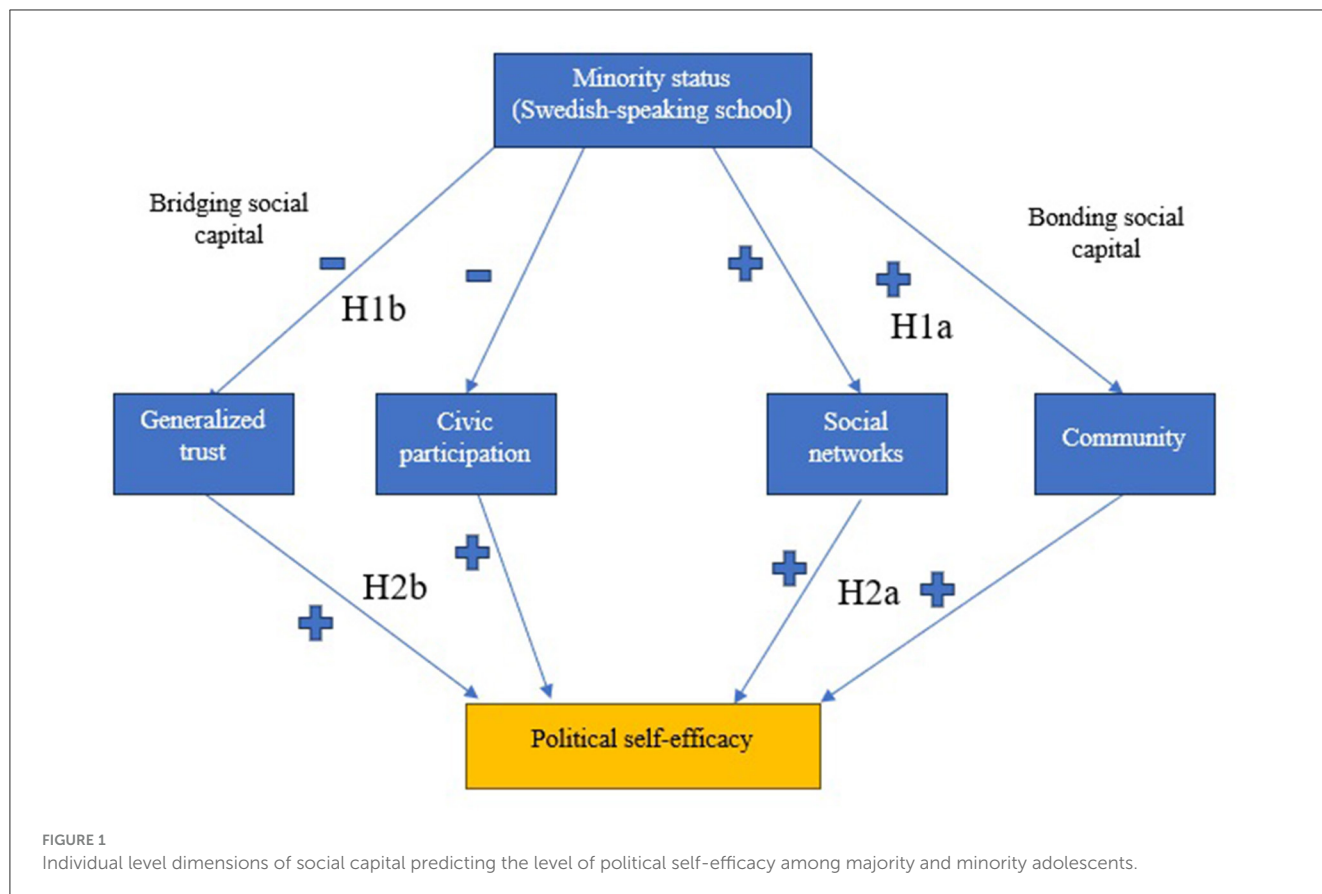 Minority status
(Swedish-speaking school)
Bridging social
capital
Bonding social
capital
H1b
H1a
Generalized
trust
Civic
participation
Social
networks
Community
H2b
H2a
Political self-efficacy
FIGURE 1
Individual level dimensions of social capital predicting the level of political self-efficacy among majority and minority adolescents.